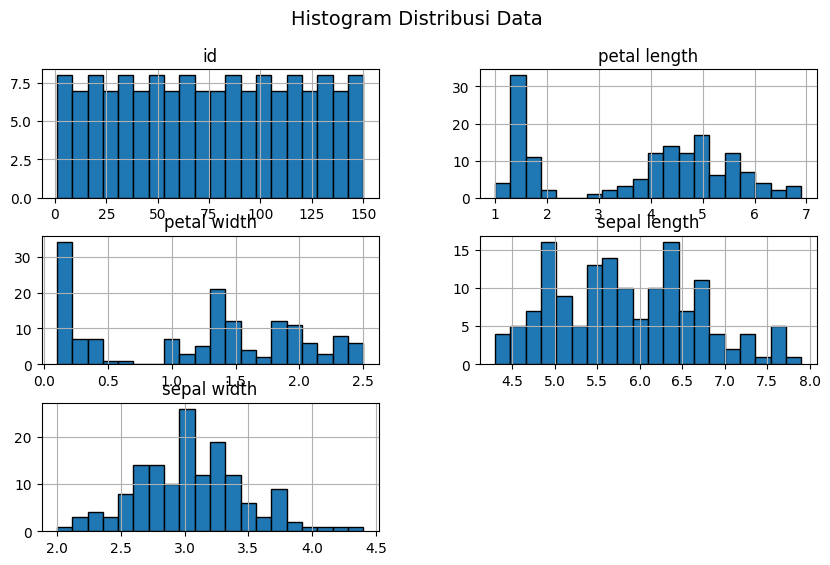 Histogram Distribusi Data
id
7.5
5.0
2.5
0.0
0 25 50 75 100 125 150
petal length
30
20
10
0
1 2 3 4 5 6 7
petal width
30
20
10
0
0.0 0.5 1.0 1.5 2.0 2.5
sepal length
15
10
5
0
4.5 5.0 5.5 6.0 6.5 7.0 7.5 8.0
sepal width
20
10
0
2.0 2.5 3.0 3.5 4.0 4.5